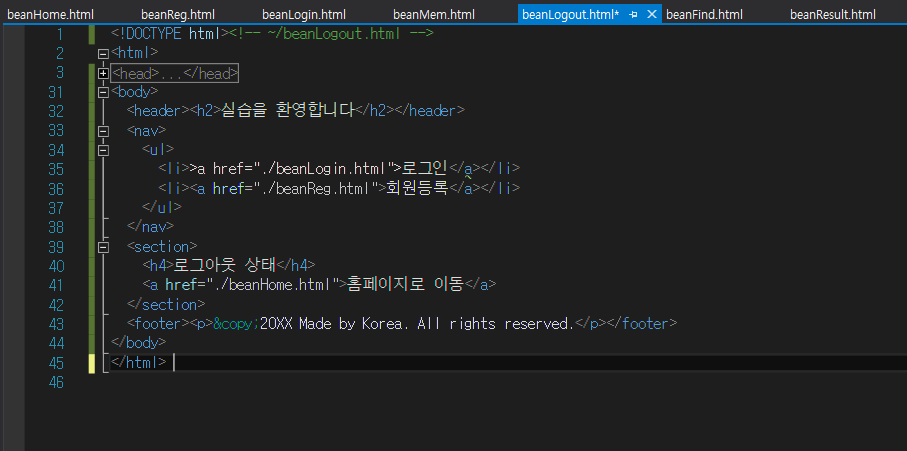 beanHome.html beanReg.html beanLogin.html beanMem.html beanLogout.html* beanFind.html beanResult.html
1 <!DOCTYPE html><!-- ~/beanLogout.html -->
2 <html>
3 <head>...</head>
31 <body>
32 <header><h2>실습을 환영합니다</h2></header>
33 <nav>
34 <ul>
35 <li>>a href="./beanLogin.html">로그인</a></li>
36 <li><a href="./beanReg.html">회원등록</a></li>
37 </ul>
38 </nav>
39 <section>
40 <h4>로그아웃 상태</h4>
41 <a href="./beanHome.html">홈페이지로 이동</a>
42 </section>
43 <footer><p>&copy;20XX Made by Korea. All rights reserved.</p></footer>
44 </body>
45 </html>
46